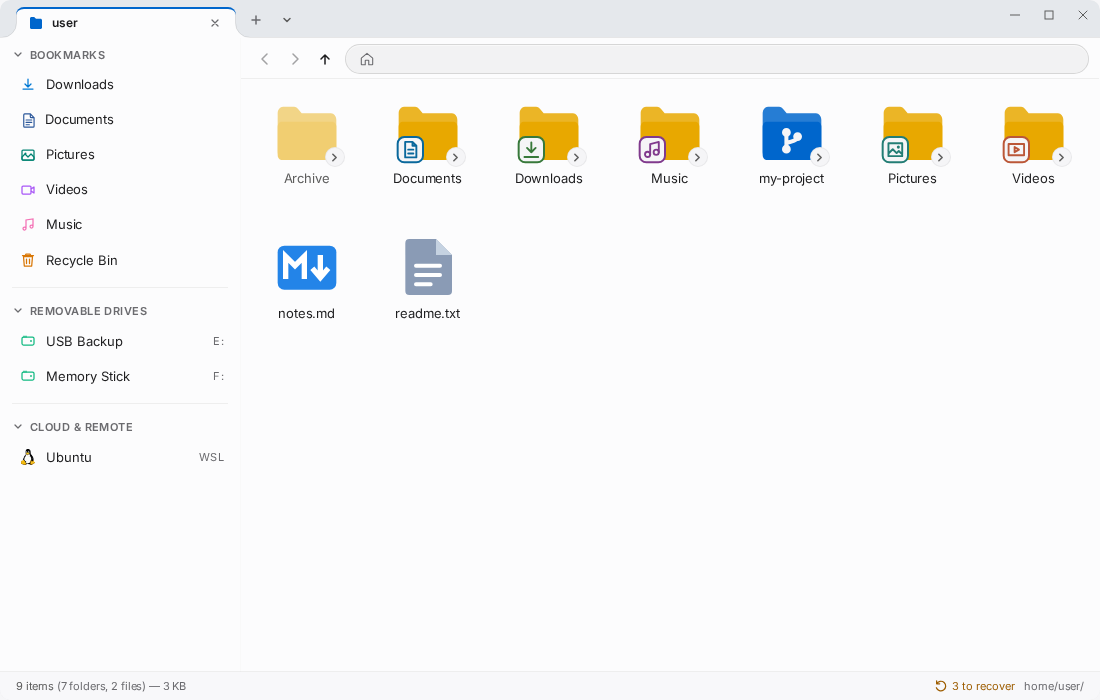 user
BOOKMARKS
Downloads
Documents
Pictures
Videos
Music
Recycle Bin
REMOVABLE DRIVES
USB Backup E:
Memory Stick F:
CLOUD & REMOTE
Ubuntu WSL
Archive Documents Downloads Music my-project Pictures Videos
notes.md readme.txt
9 items (7 folders, 2 files) — 3 KB
3 to recover home/user/